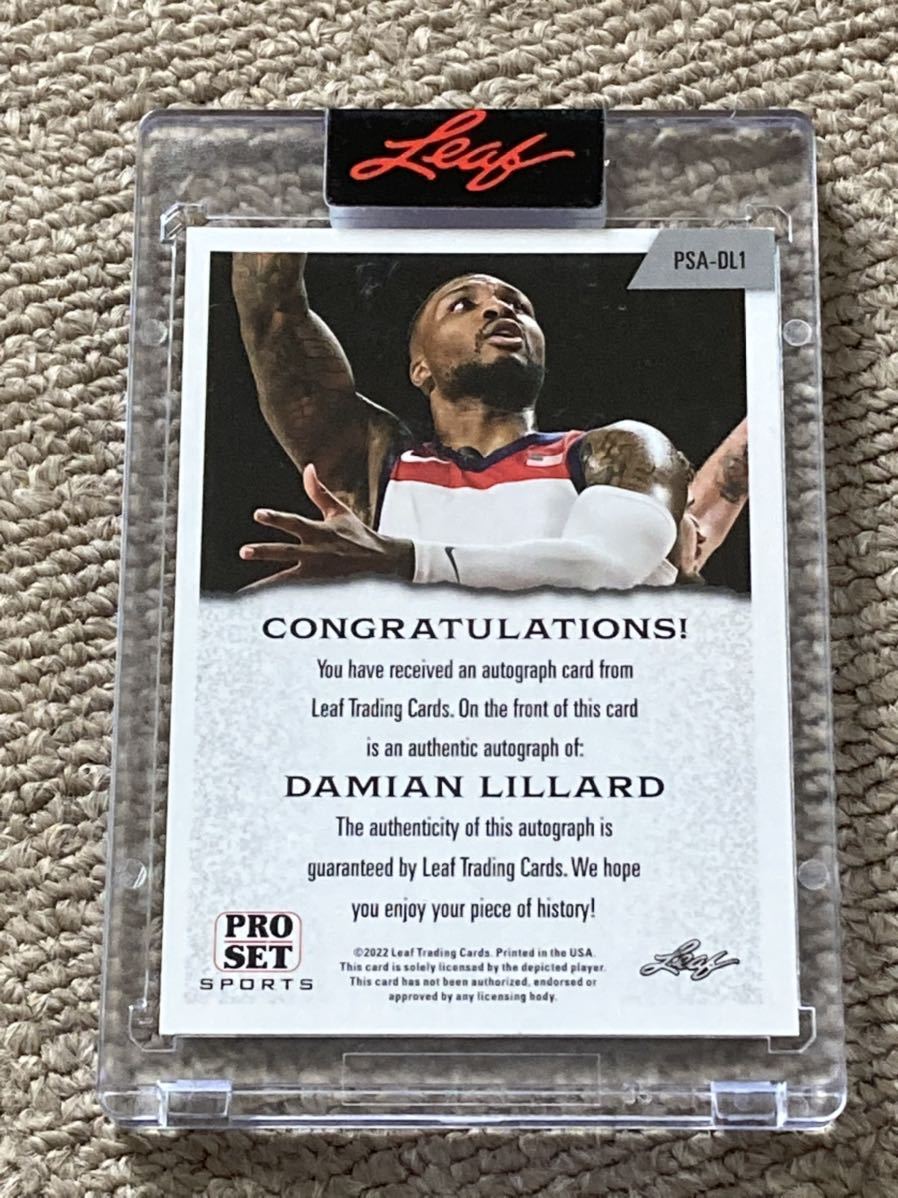 Leaf
PSA-DL1
CONGRATULATIONS!
You have received an autograph card from
Leaf Trading Cards. On the front of this card
is an authentic autograph of:
DAMIAN LILLARD
The authenticity of this autograph is
guaranteed by Leaf Trading Cards. We hope
you enjoy your piece of history!
PRO
SET
SPORTS
©2022 Leaf Trading Cards. Printed in the USA.
This card is solely licensed by the depicted player.
This card has not been authorized, endorsed or
approved by any licensing body.
Leaf